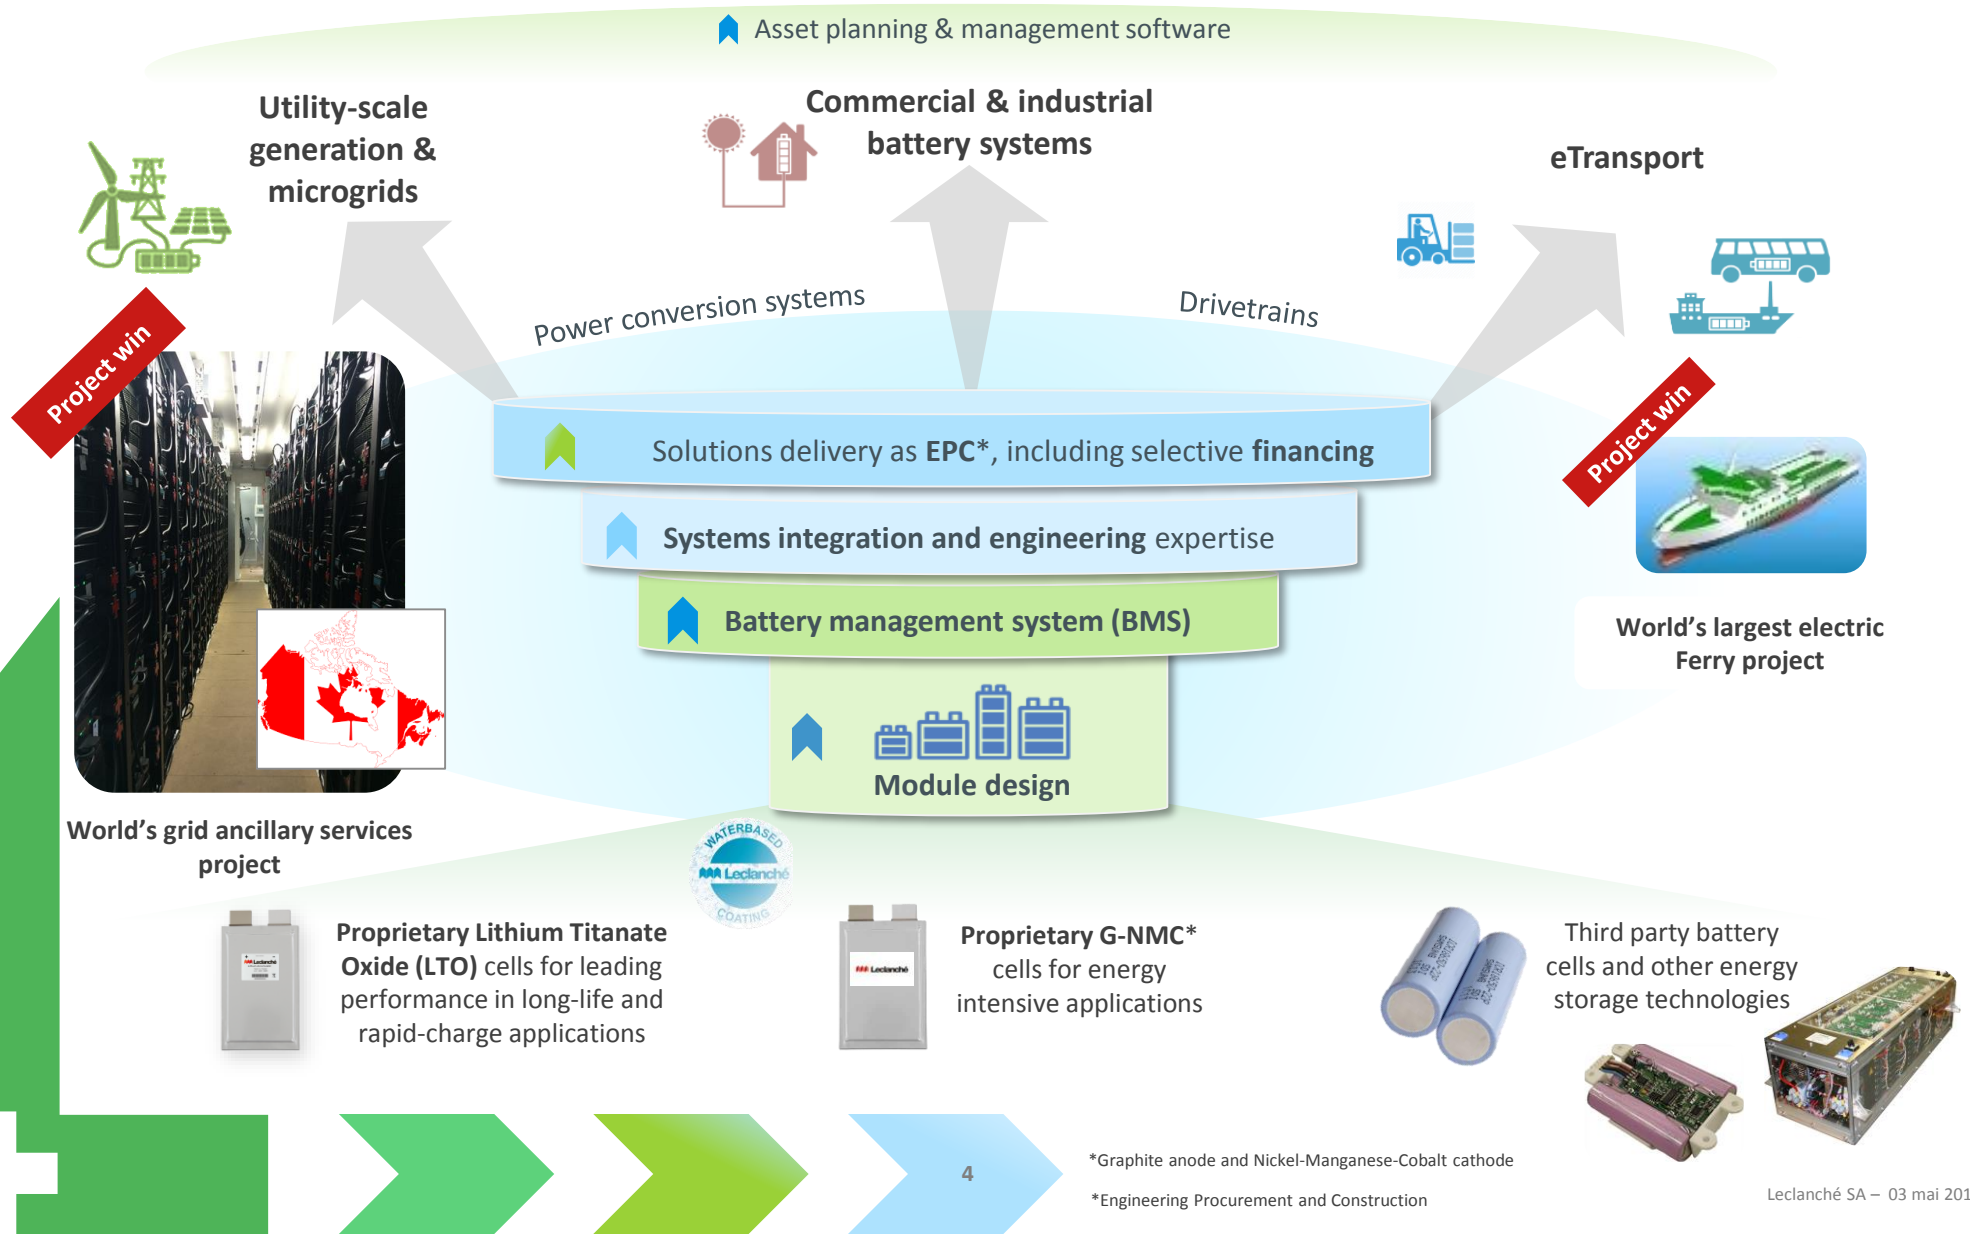 Asset planning & management software
Utility-scale
generation &
microgrids
Commercial & industrial
battery systems
eTransport
Power conversion systems
Drivetrains
Project win
Project win
Solutions delivery as EPC*, including selective financing
Systems integration and engineering expertise
Battery management system (BMS)
Module design
World's largest electric
Ferry project
World's grid ancillary services
project
WATERBASED
Leclanché
COATING
Leclanché
Proprietary Lithium Titanate
Oxide (LTO) cells for leading
performance in long-life and
rapid-charge applications
Leclanché
Proprietary G-NMC*
cells for energy
intensive applications
Third party battery
cells and other energy
storage technologies
4
*Graphite anode and Nickel-Manganese-Cobalt cathode
*Engineering Procurement and Construction
Leclanché SA – 03 mai 201